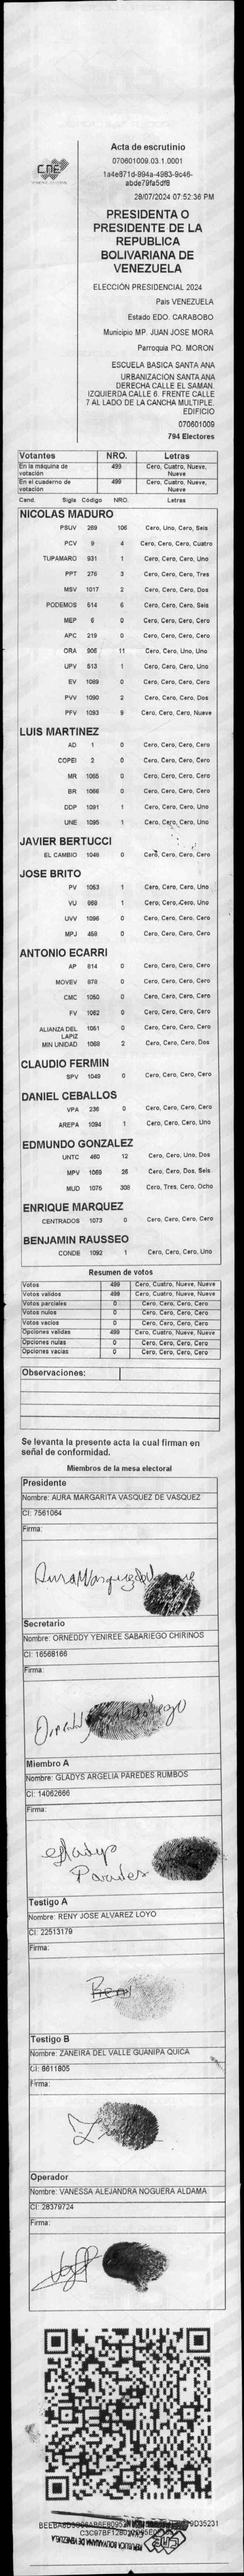 CNE
Acta de escrutinio
070601009.03.1.0001
1a4e871d-994a-4983-9c46-
abde79fa5df8
28/07/2024 07:52:36 PM
PRESIDENTA O
PRESIDENTE DE LA
REPUBLICA
BOLIVARIANA DE
VENEZUELA
ELECCIÓN PRESIDENCIAL 2024
Pais VENEZUELA
Estado EDO. CARABOBO
Municipio MP. JUAN JOSE MORA
Parroquia PQ. MORON
ESCUELA BASICA SANTA ANA
URBANIZACION SANTA ANA
DERECHA CALLE EL SAMAN.
IZQUIERDA CALLE 6. FRENTE CALLE
7 AL LADO DE LA CANCHA MULTIPLE.
EDIFICIO
070601009
794 Electores
Votantes NRO. Letras
En la máquina de votación 499 Cero, Cuatro, Nueve, Nueve
En el cuaderno de votación 499 Cero, Cuatro, Nueve, Nueve
Cand. Sigla Código NRO. Letras
NICOLAS MADURO
PSUV 269 106 Cero, Uno, Cero, Seis
PCV 9 4 Cero, Cero, Cero, Cuatro
TUPAMARO 931 1 Cero, Cero, Cero, Uno
PPT 276 3 Cero, Cero, Cero, Tres
MSV 1017 2 Cero, Cero, Cero, Dos
PODEMOS 514 6 Cero, Cero, Cero, Seis
MEP 6 0 Cero, Cero, Cero, Cero
APC 219 0 Cero, Cero, Cero, Cero
ORA 906 11 Cero, Cero, Uno, Uno
UPV 513 1 Cero, Cero, Cero, Uno
EV 1089 0 Cero, Cero, Cero, Cero
PVV 1090 2 Cero, Cero, Cero, Dos
PFV 1093 9 Cero, Cero, Cero, Nueve
LUIS MARTINEZ
AD 1 0 Cero, Cero, Cero, Cero
COPEI 2 0 Cero, Cero, Cero, Cero
MR 1065 0 Cero, Cero, Cero, Cero
BR 1066 0 Cero, Cero, Cero, Cero
DDP 1091 1 Cero, Cero, Cero, Uno
UNE 1095 1 Cero, Cero, Cero, Uno
JAVIER BERTUCCI
EL CAMBIO 1046 0 Cero, Cero, Cero, Cero
JOSE BRITO
PV 1053 1 Cero, Cero, Cero, Uno
VU 869 1 Cero, Cero, Cero, Uno
UVV 1096 0 Cero, Cero, Cero, Cero
MPJ 459 0 Cero, Cero, Cero, Cero
ANTONIO ECARRI
AP 814 0 Cero, Cero, Cero, Cero
MOVEV 878 0 Cero, Cero, Cero, Cero
CMC 1050 0 Cero, Cero, Cero, Cero
FV 1062 0 Cero, Cero, Cero, Cero
ALIANZA DEL LAPIZ 1051 0 Cero, Cero, Cero, Cero
MIN UNIDAD 1068 2 Cero, Cero, Cero, Dos
CLAUDIO FERMIN
SPV 1049 0 Cero, Cero, Cero, Cero
DANIEL CEBALLOS
VPA 236 0 Cero, Cero, Cero, Cero
AREPA 1094 1 Cero, Cero, Cero, Uno
EDMUNDO GONZALEZ
UNTC 460 12 Cero, Cero, Uno, Dos
MPV 1069 26 Cero, Cero, Dos, Seis
MUD 1075 308 Cero, Tres, Cero, Ocho
ENRIQUE MARQUEZ
CENTRADOS 1073 0 Cero, Cero, Cero, Cero
BENJAMIN RAUSSEO
CONDE 1092 1 Cero, Cero, Cero, Uno
Resumen de votos
Votos 499 Cero, Cuatro, Nueve, Nueve
Votos validos 499 Cero, Cuatro, Nueve, Nueve
Votos parciales 0 Cero, Cero, Cero, Cero
Votos nulos 0 Cero, Cero, Cero, Cero
Votos vacios 0 Cero, Cero, Cero, Cero
Opciones validas 499 Cero, Cuatro, Nueve, Nueve
Opciones nulas 0 Cero, Cero, Cero, Cero
Opciones vacias 0 Cero, Cero, Cero, Cero
Observaciones:
Se levanta la presente acta la cual firman en
señal de conformidad.
Miembros de la mesa electoral
Presidente
Nombre: AURA MARGARITA VASQUEZ DE VASQUEZ
CI: 7561064
Firma:
Secretario
Nombre: ORNEDDY YENIREE SABARIEGO CHIRINOS
CI: 16568166
Firma:
Miembro A
Nombre: GLADYS ARGELIA PAREDES RUMBOS
CI: 14062666
Firma:
Gladys
Paredes
Testigo A
Nombre: RENY JOSE ALVAREZ LOYO
CI: 22513179
Firma:
Reny
Testigo B
Nombre: ZANEIRA DEL VALLE GUANIPA QUICA
CI: 8611805
Firma:
Operador
Nombre: VANESSA ALEJANDRA NOGUERA ALDAMA
CI: 28379724
Firma:
REPUBLICA BOLIVARIANA DE VENEZUELA
CNE